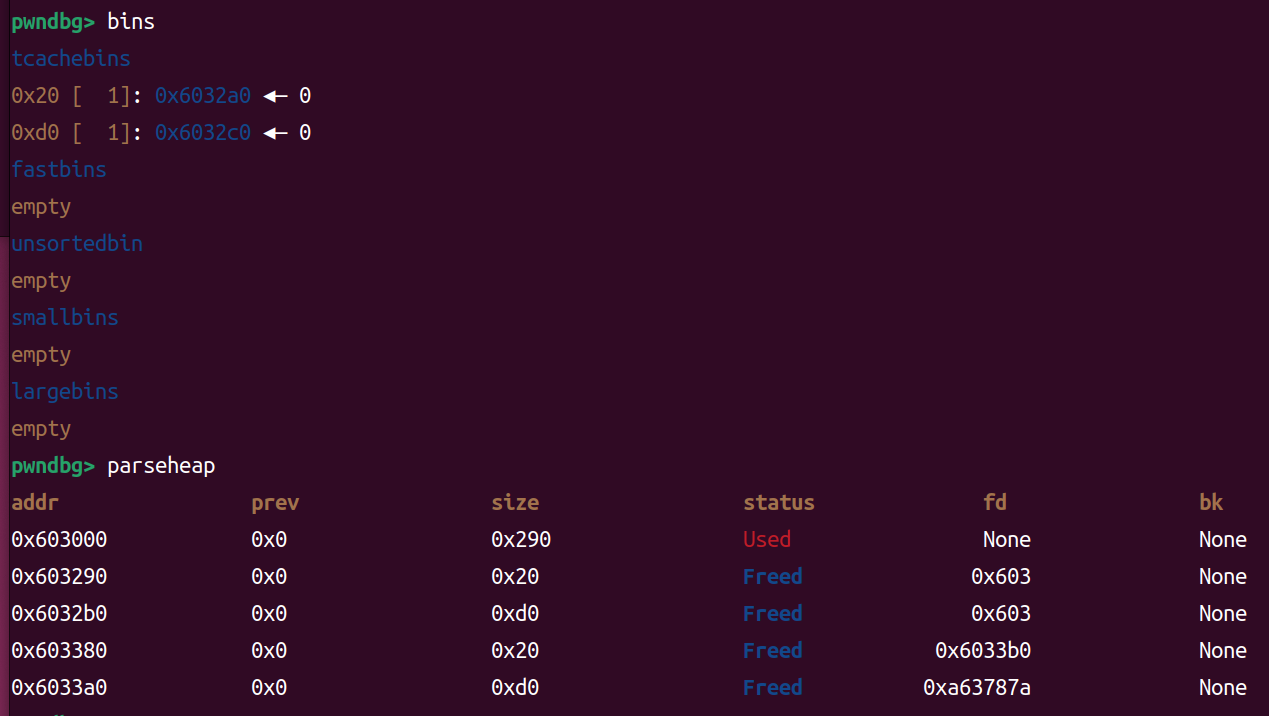 pwndbg> bins
tcachebins
0x20 [  1]: 0x6032a0 ◂— 0
0xd0 [  1]: 0x6032c0 ◂— 0
fastbins
empty
unsortedbin
empty
smallbins
empty
largebins
empty
pwndbg> parseheap
addr prev size status fd bk
0x603000 0x0 0x290 Used None None
0x603290 0x0 0x20 Freed 0x603 None
0x6032b0 0x0 0xd0 Freed 0x603 None
0x603380 0x0 0x20 Freed 0x6033b0 None
0x6033a0 0x0 0xd0 Freed 0xa63787a None